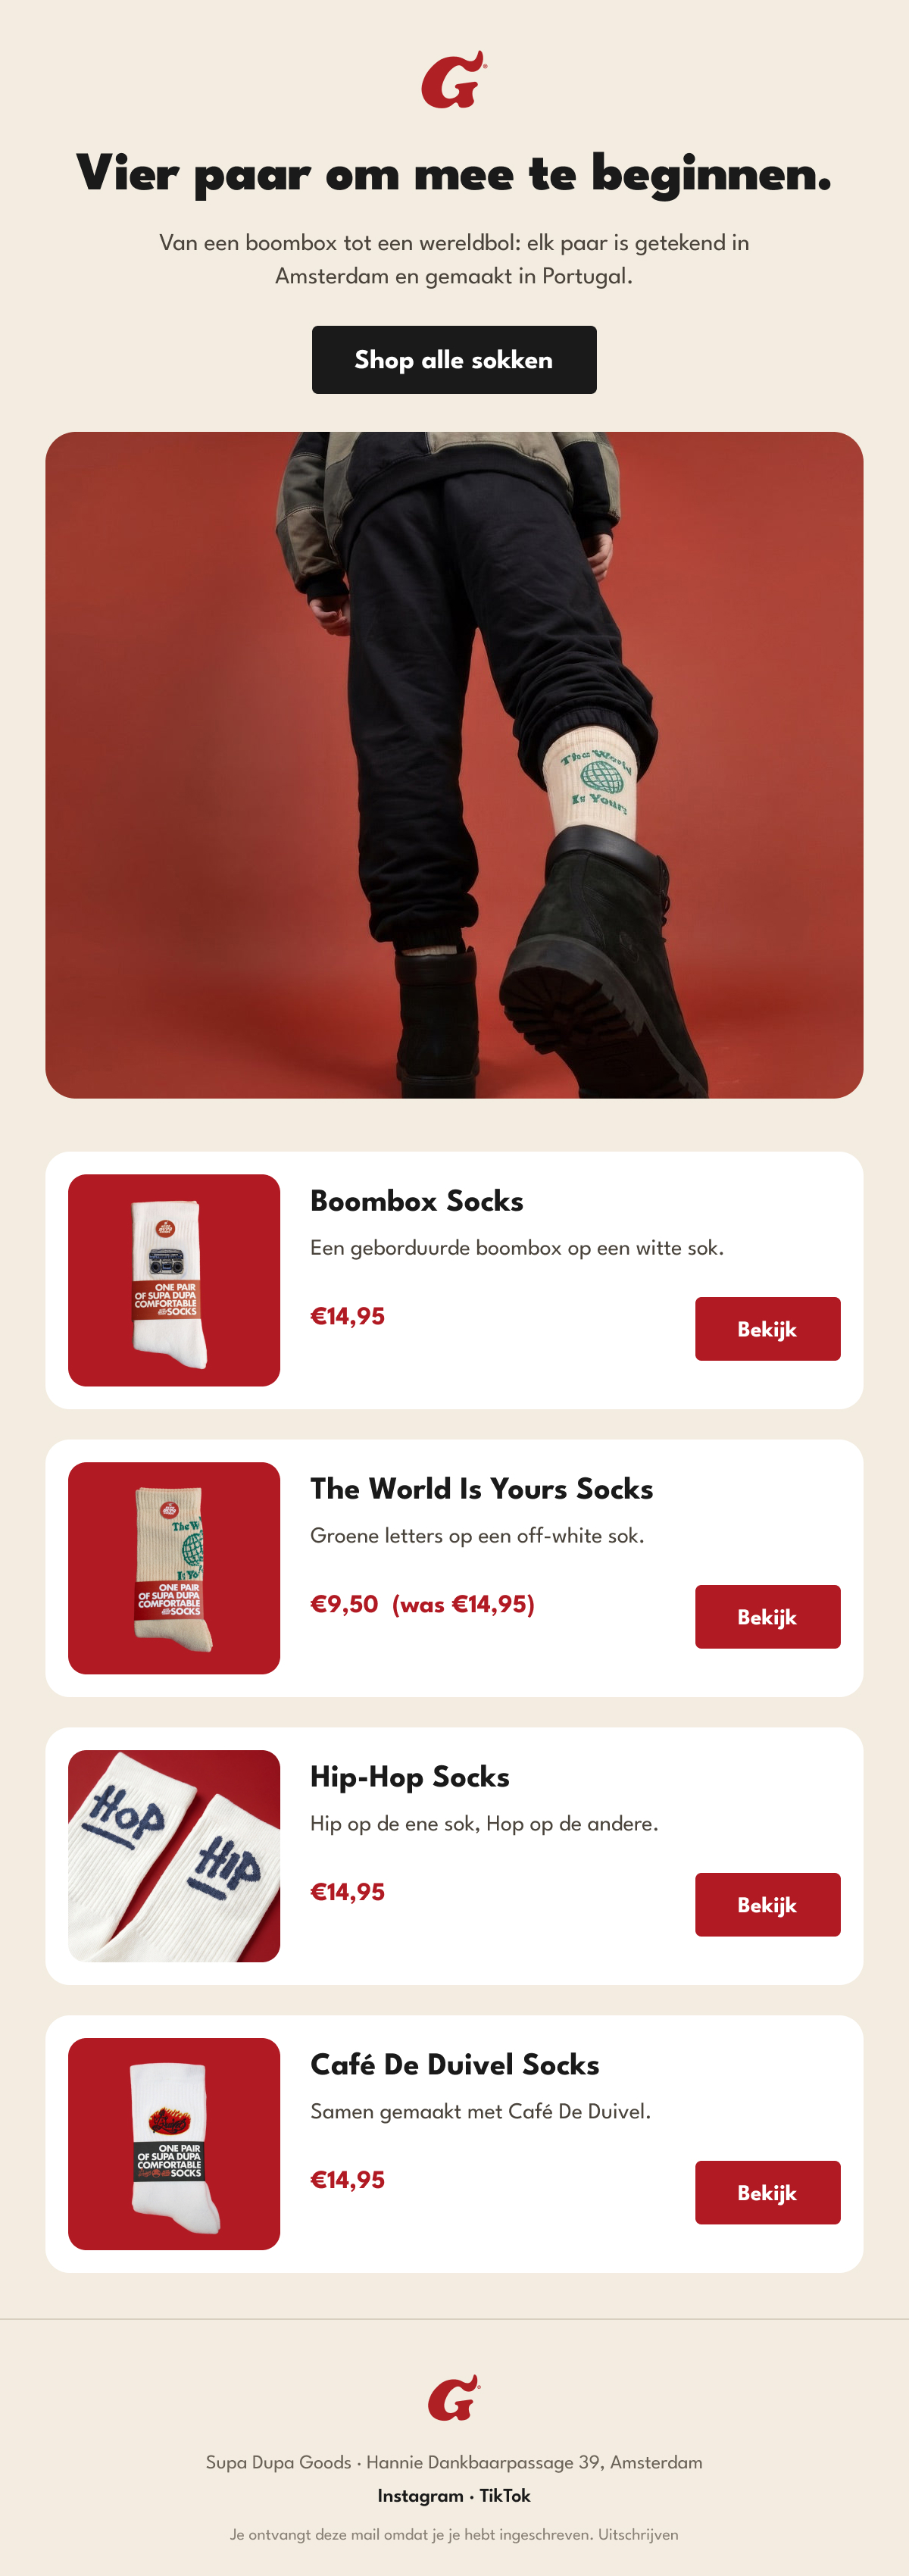 G
Vier paar om mee te beginnen.
Van een boombox tot een wereldbol: elk paar is getekend in
Amsterdam en gemaakt in Portugal.
Shop alle sokken
The World
Is Yours
Boombox Socks
Een geborduurde boombox op een witte sok.
€14,95
Bekijk
ONE PAIR
OF SUPA DUPA
COMFORTABLE
SOCKS
The World Is Yours Socks
Groene letters op een off-white sok.
€9,50 (was €14,95)
Bekijk
The W
Is Yo
ONE PAIR
OF SUPA DUPA
COMFORTABLE
SOCKS
Hip-Hop Socks
Hip op de ene sok, Hop op de andere.
€14,95
Bekijk
HOP
HIP
Café De Duivel Socks
Samen gemaakt met Café De Duivel.
€14,95
Bekijk
ONE PAIR
OF SUPA DUPA
COMFORTABLE
SOCKS
G
Supa Dupa Goods · Hannie Dankbaarpassage 39, Amsterdam
Instagram · TikTok
Je ontvangt deze mail omdat je je hebt ingeschreven. Uitschrijven